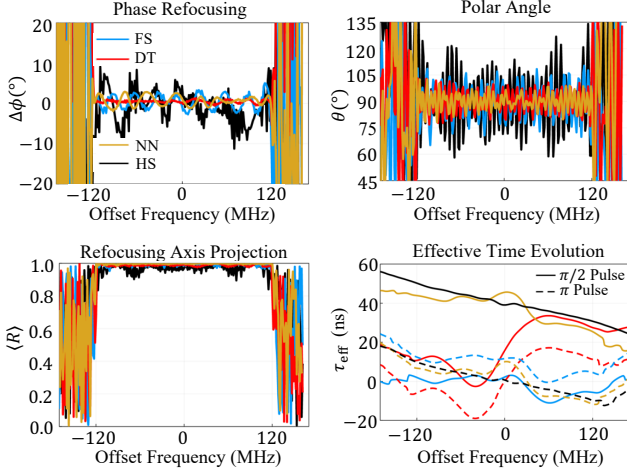 Phase Refocusing
Δϕ(°)
20
10
0
−10
−20
FS
DT
NN
HS
−120
0
120
Offset Frequency (MHz)
Polar Angle
θ(°)
135
120
105
90
75
60
45
−120
0
120
Offset Frequency (MHz)
Refocusing Axis Projection
⟨R⟩
1.0
0.8
0.6
0.4
0.2
0.0
−120
0
120
Offset Frequency (MHz)
Effective Time Evolution
τeff (ns)
60
40
20
0
−20
π/2 Pulse
π Pulse
−120
0
120
Offset Frequency (MHz)